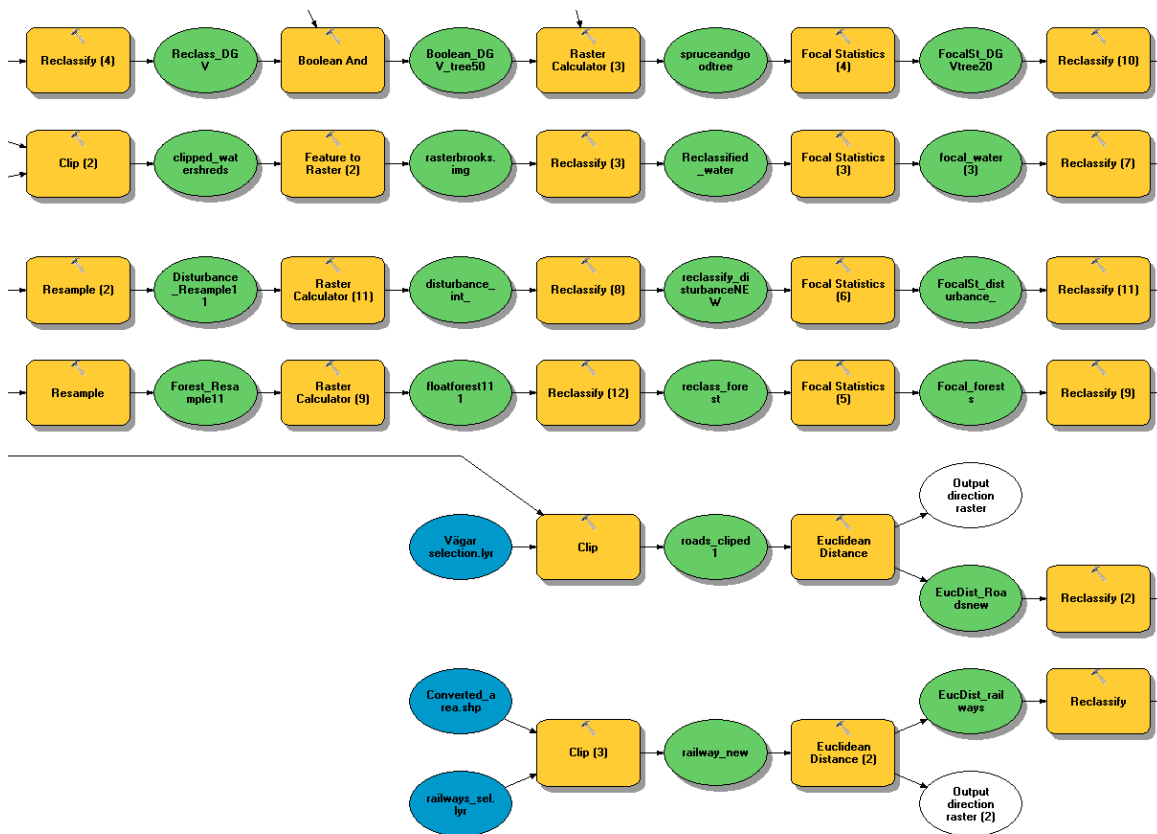 Reclassify (4)
Reclass_DG
V
Boolean And
Boolean_DG
V_tree50
Raster
Calculator (3)
spruceandgo
odtree
Focal Statistics
(4)
FocalSt_DG
Vtree20
Reclassify (10)
Clip (2)
clipped_wat
ershreds
Feature to
Raster (2)
rasterbrooks.
img
Reclassify (3)
Reclassified
_water
Focal Statistics
(3)
focal_water
(3)
Reclassify (7)
Resample (2)
Disturbance
_Resample1
1
Raster
Calculator (11)
disturbance_
int_
Reclassify (8)
reclassify_di
sturbanceNE
W
Focal Statistics
(6)
FocalSt_dist
urbance_
Reclassify (11)
Resample
Forest_Resa
mple11
Raster
Calculator (9)
floatforest11
1
Reclassify (12)
reclass_fore
st
Focal Statistics
(5)
Focal_forest
s
Reclassify (9)
Vägar
selection.lyr
Clip
roads_cliped
1
Euclidean
Distance
Output
direction
raster
EucDist_Roa
dsnew
Reclassify (2)
Converted_a
rea.shp
railways_sel.
lyr
Clip (3)
railway_new
Euclidean
Distance (2)
EucDist_rail
ways
Reclassify
Output
direction
raster (2)